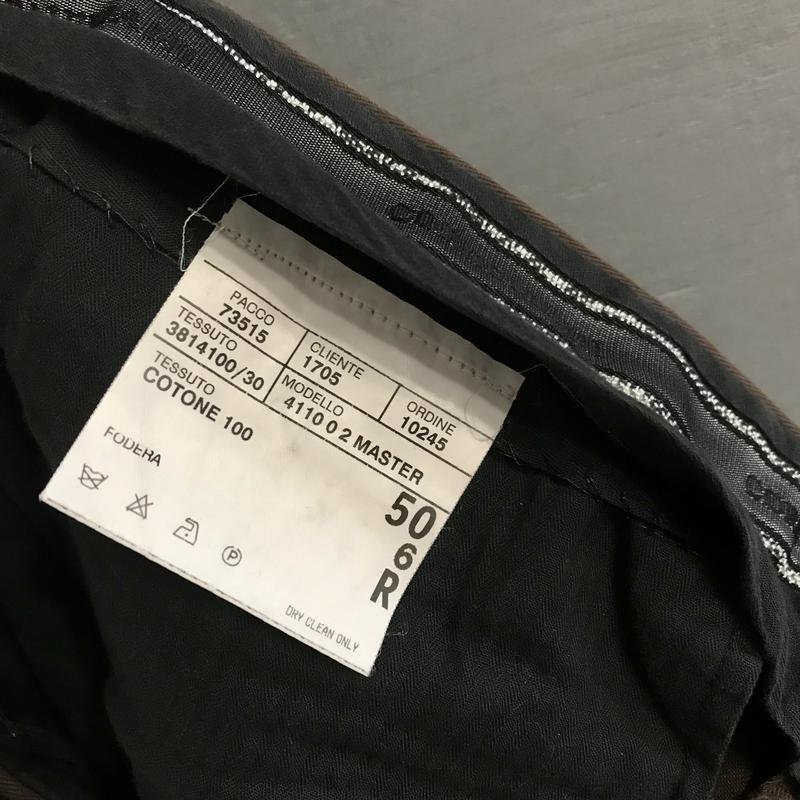 PACCO
73515
CLIENTE
1705
ORDINE
10245
TESSUTO
3814100/30
MODELLO
4110 0 2 MASTER
TESSUTO
COTONE 100
FODERA
50
6
R
P
DRY CLEAN ONLY